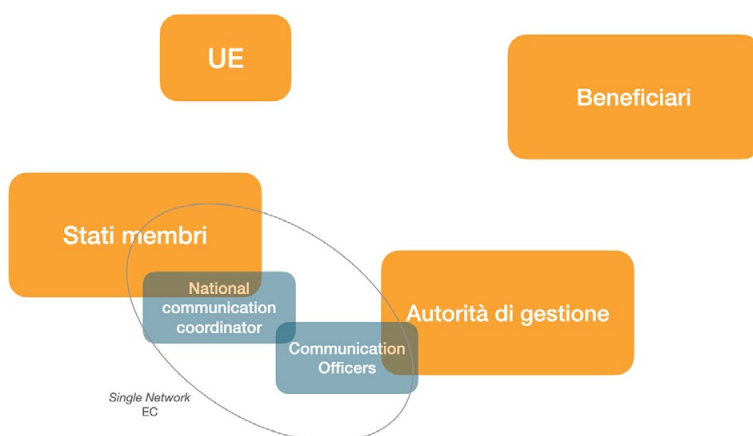 UE
Beneficiari
Stati membri
National
communication
coordinator
Autorità di gestione
Communication
Officers
Single Network
EC